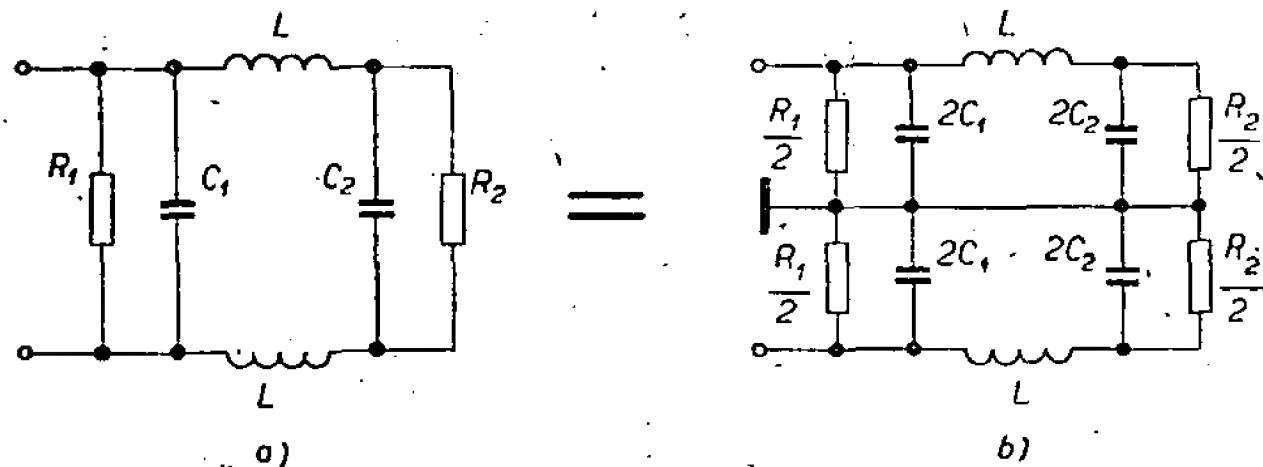 L
L
R₁
C₁
C₂
R₂
R₁/2
2C₁
2C₂
R₂/2
R₁/2
2C₁
2C₂
R₂/2
L
L
a)
b)